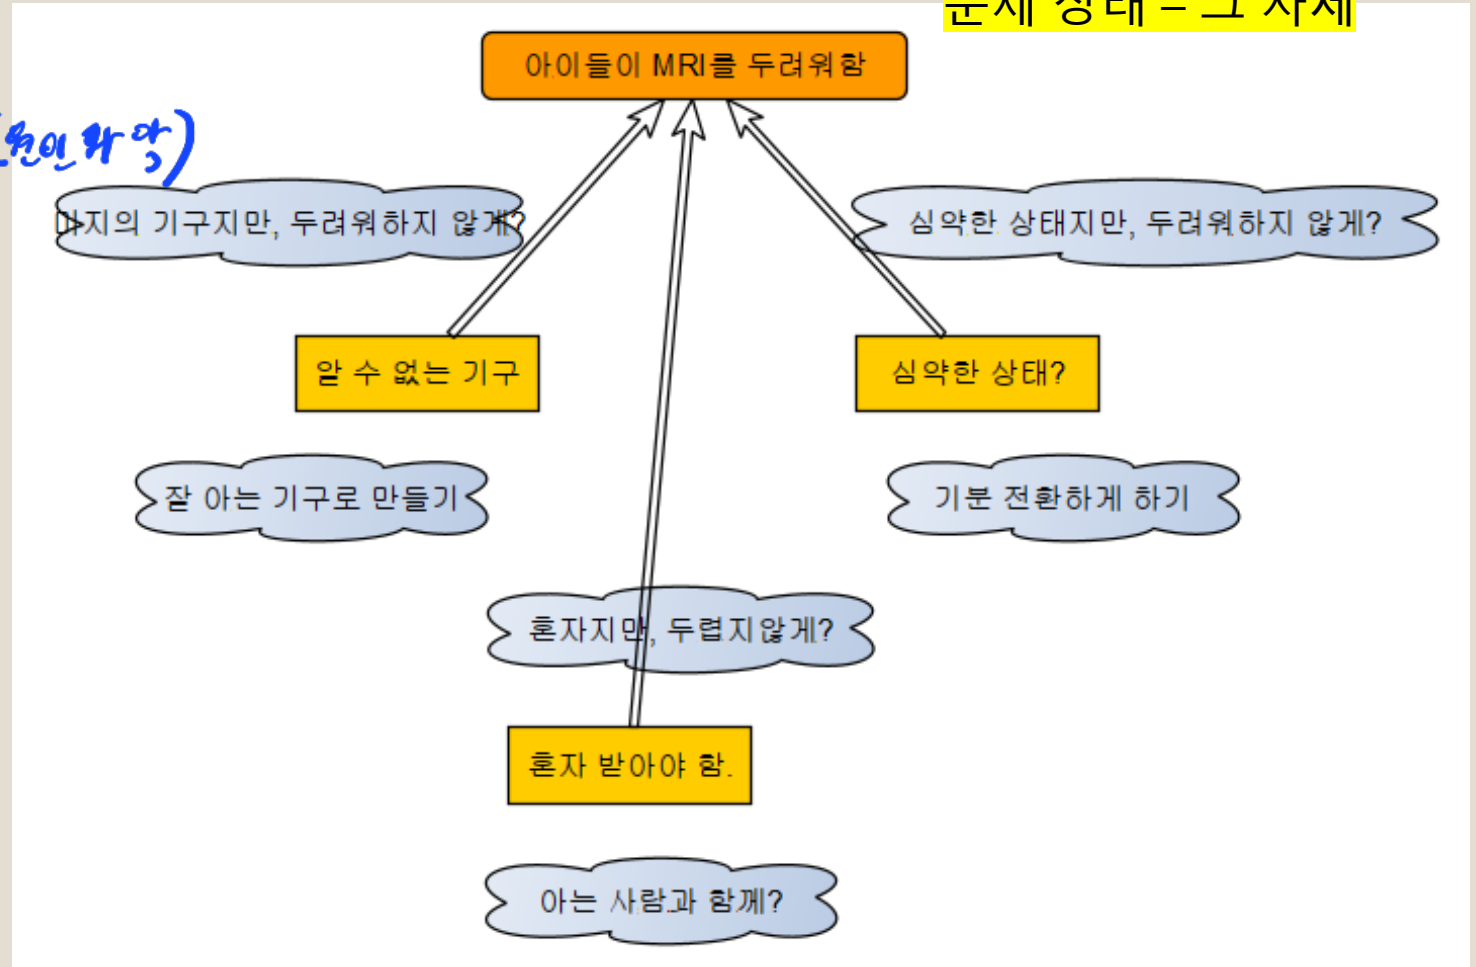 문제 상태 – 그 자체
아이들이 MRI를 두려워함
(원인 파악)
미지의 기구지만, 두려워하지 않게?
심약한 상태지만, 두려워하지 않게?
알 수 없는 기구
심약한 상태?
잘 아는 기구로 만들기
기분 전환하게 하기
혼자지만, 두렵지않게?
혼자 받아야 함.
아는 사람과 함께?